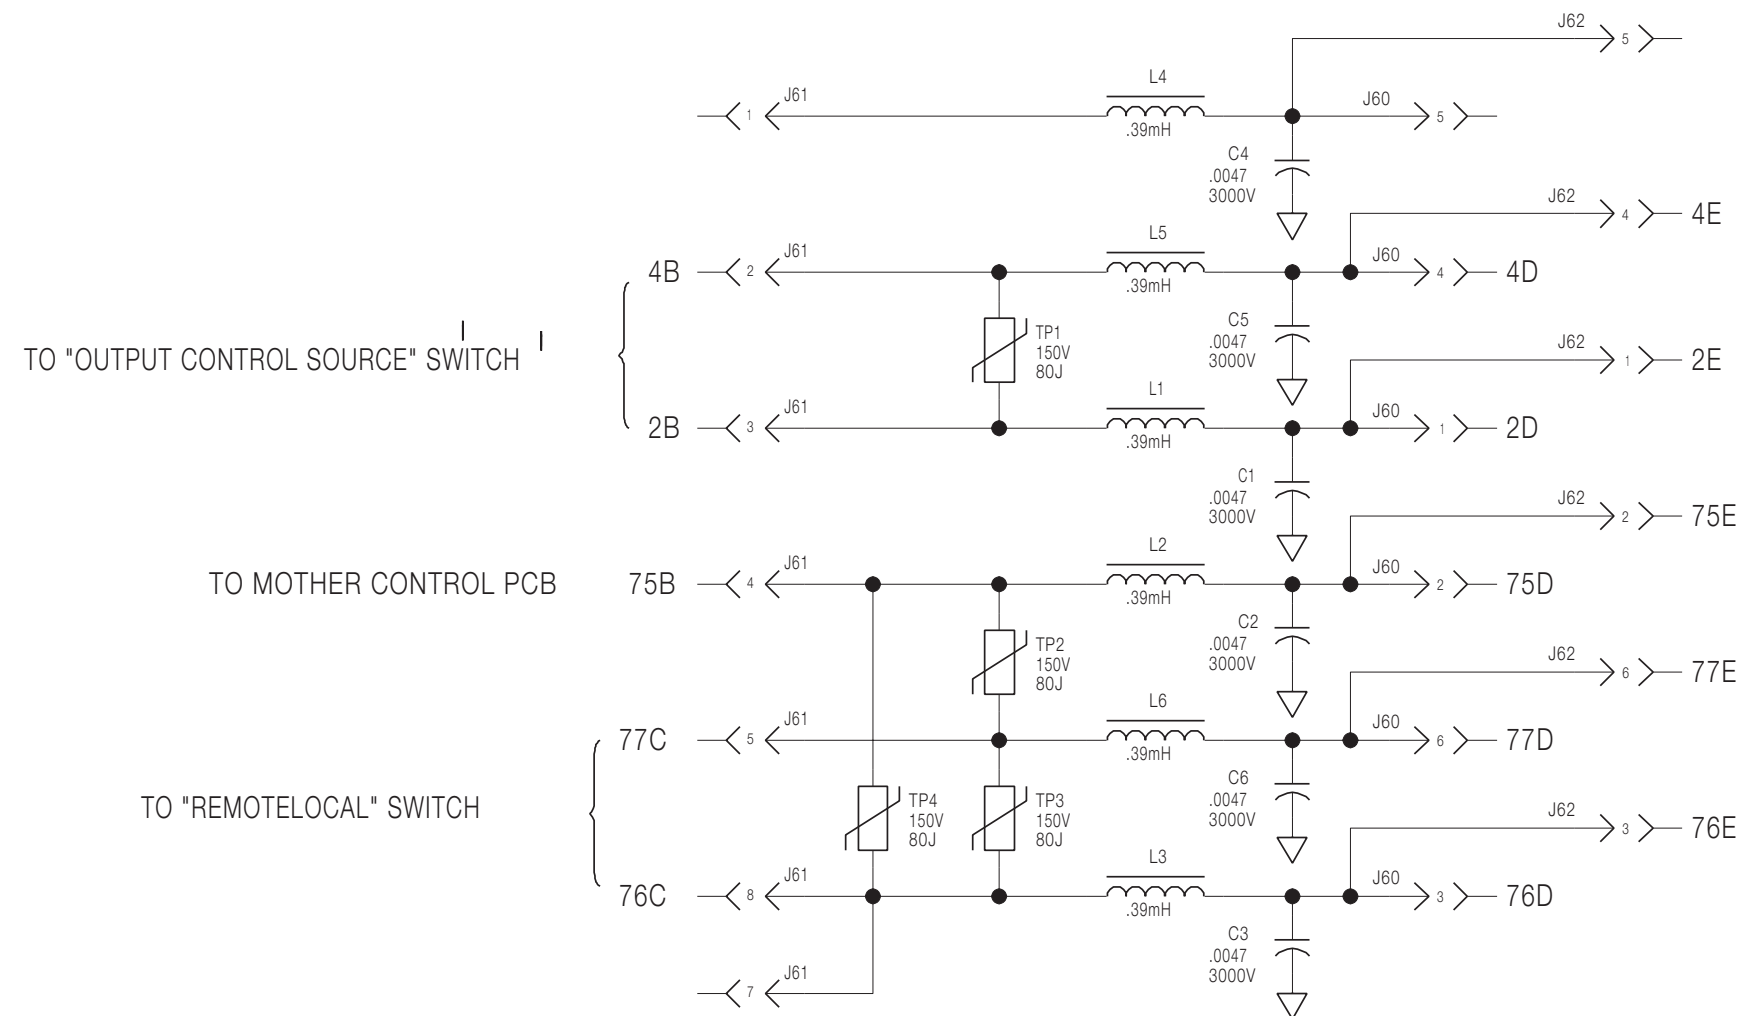 J62
5
L4
J61
J60
1
5
.39mH
C4
.0047
3000V
J62
4
4E
L5
4B
2
J61
J60
4
4D
.39mH
C5
.0047
3000V
TP1
150V
80J
TO "OUTPUT CONTROL SOURCE" SWITCH
J62
1
2E
L1
2B
3
J61
J60
1
2D
.39mH
C1
.0047
3000V
J62
2
75E
L2
TO MOTHER CONTROL PCB
75B
4
J61
J60
2
75D
.39mH
C2
.0047
3000V
TP2
150V
80J
J62
6
77E
L6
77C
5
J61
J60
6
77D
.39mH
C6
.0047
3000V
TO "REMOTELOCAL" SWITCH
TP4
150V
80J
TP3
150V
80J
J62
3
76E
L3
76C
8
J61
J60
3
76D
.39mH
C3
.0047
3000V
J61
7